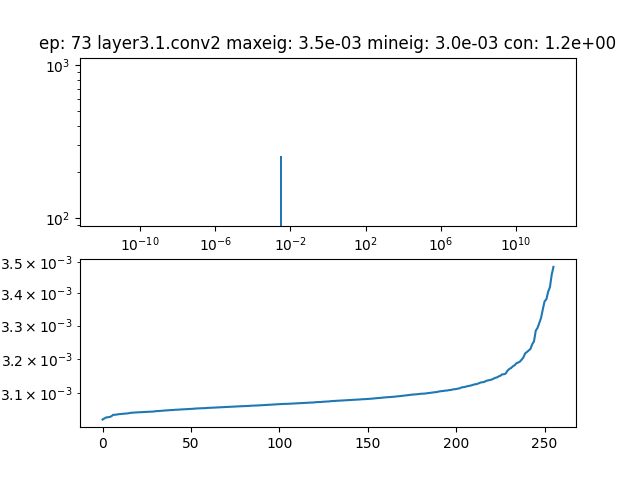 ep: 73 layer3.1.conv2 maxeig: 3.5e-03 mineig: 3.0e-03 con: 1.2e+00
10³
10²
10⁻¹⁰ 10⁻⁶ 10⁻² 10² 10⁶ 10¹⁰
3.5 × 10⁻³
3.4 × 10⁻³
3.3 × 10⁻³
3.2 × 10⁻³
3.1 × 10⁻³
0 50 100 150 200 250